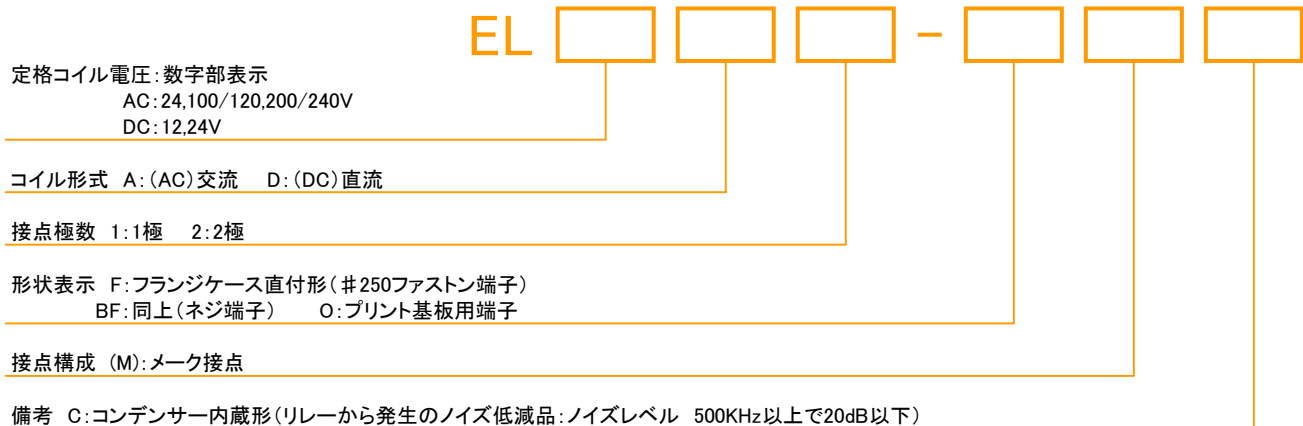 EL －
定格コイル電圧：数字部表示
AC：24,100/120,200/240V
DC：12,24V
コイル形式 A：(AC)交流 D：(DC)直流
接点極数 1：1極 2：2極
形状表示 F：フランジケース直付形（♯250ファストン端子）
BF：同上（ネジ端子） O：プリント基板用端子
接点構成 (M)：メーク接点
備考 C：コンデンサー内蔵形（リレーから発生のノイズ低減品：ノイズレベル 500KHz以上で20dB以下）